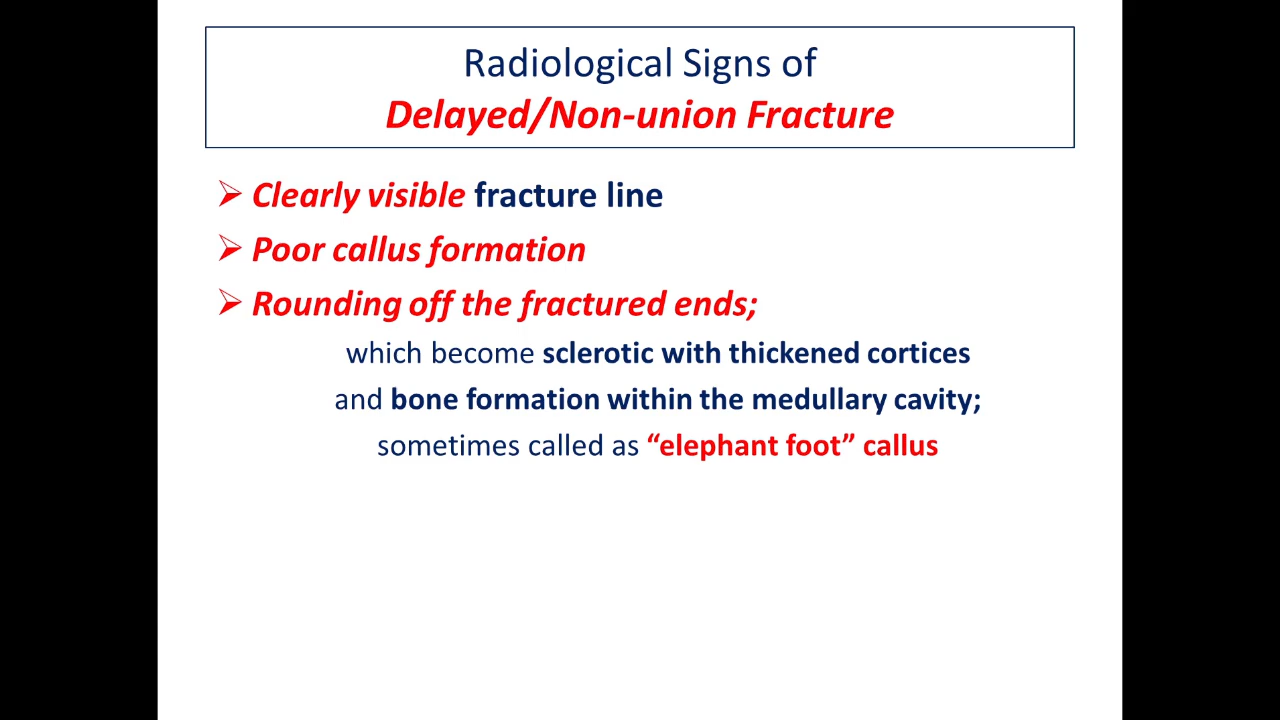 Radiological Signs of
Delayed/Non-union Fracture
➢ Clearly visible fracture line
➢ Poor callus formation
➢ Rounding off the fractured ends;
which become sclerotic with thickened cortices
and bone formation within the medullary cavity;
sometimes called as “elephant foot” callus